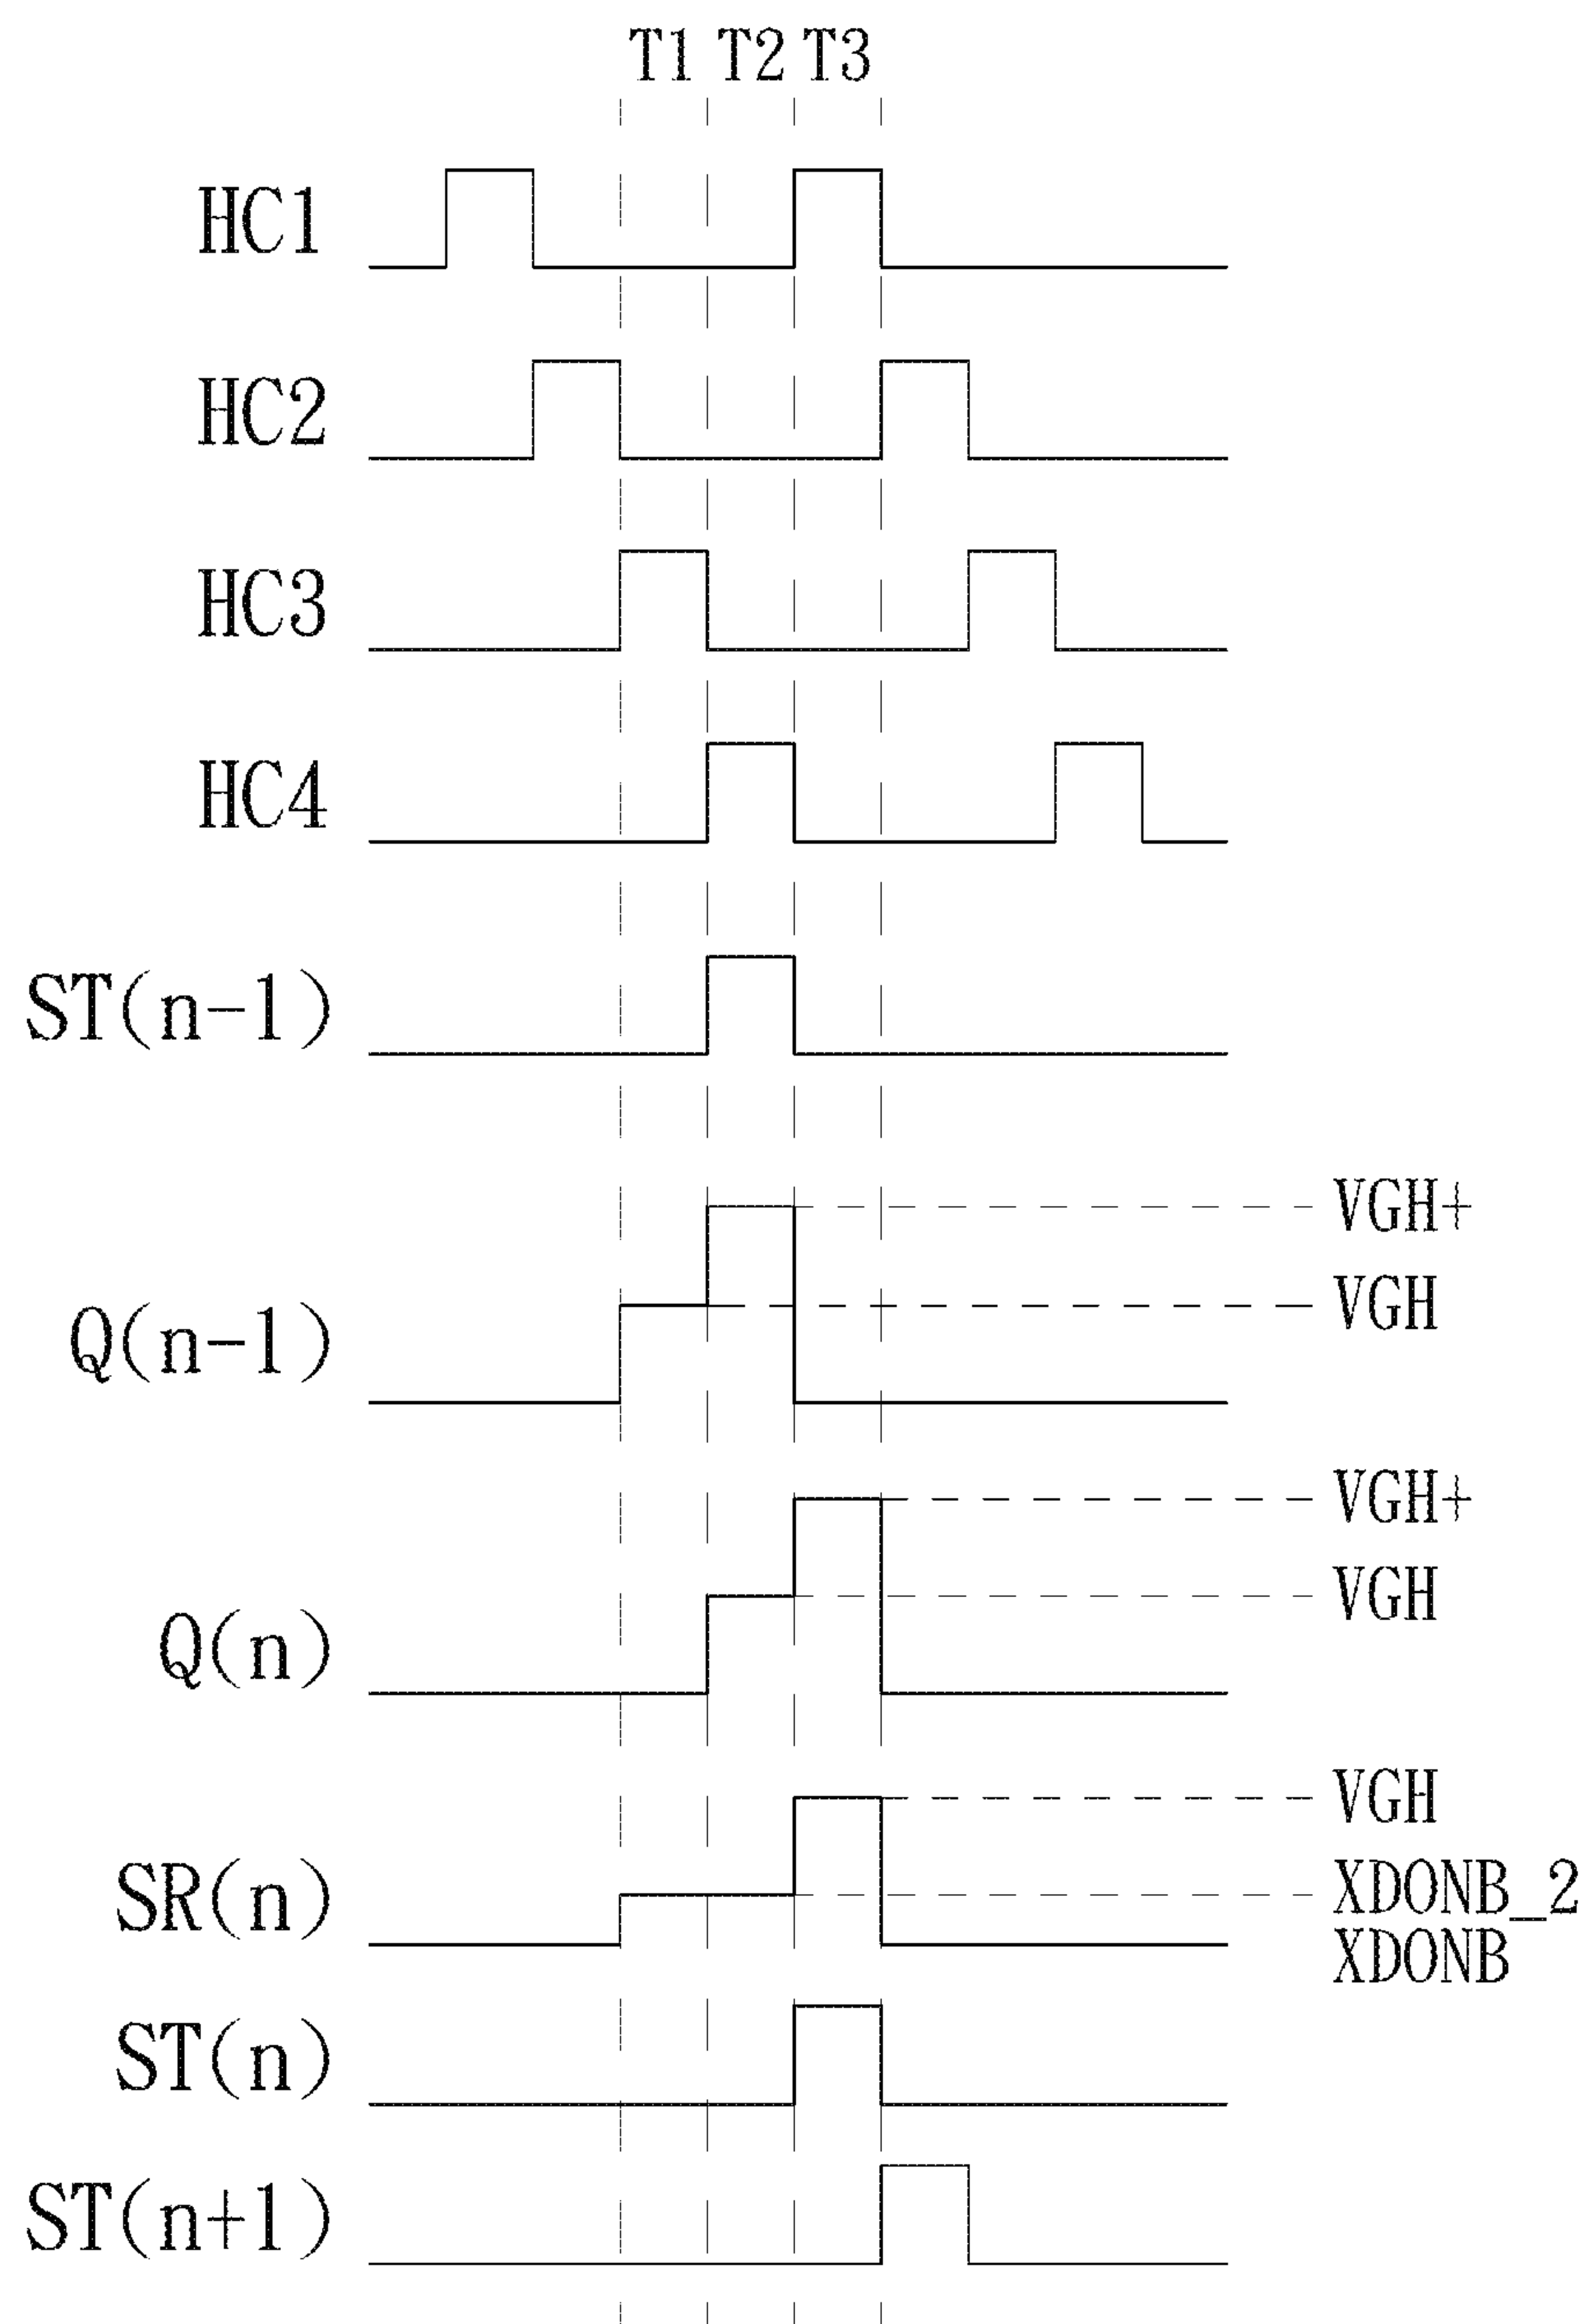 T1 T2 T3
HC1
HC2
HC3
HC4
ST(n-1)
VGH+
VGH
Q(n-1)
VGH+
VGH
Q(n)
VGH
SR(n)
XDONB_2
XDONB
ST(n)
ST(n+1)